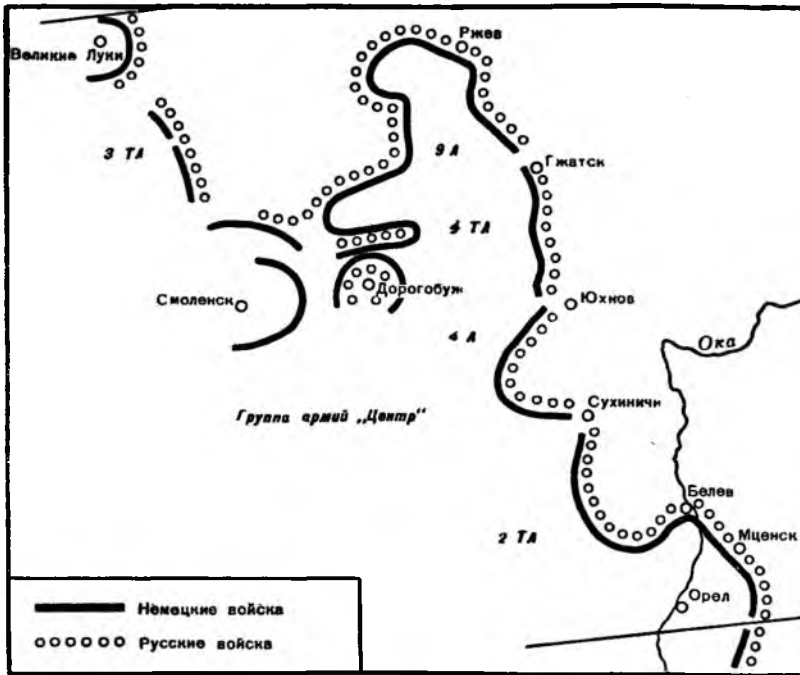 Великие Луки
Ржев
3 ТА
9 А
Гжатск
4 ТА
Дорогобуж
Смоленск
Юхнов
4 А
Ока
Группа армий „Центр“
Сухиничи
Белев
2 ТА
Мценск
Орел
Немецкие войска
Русские войска